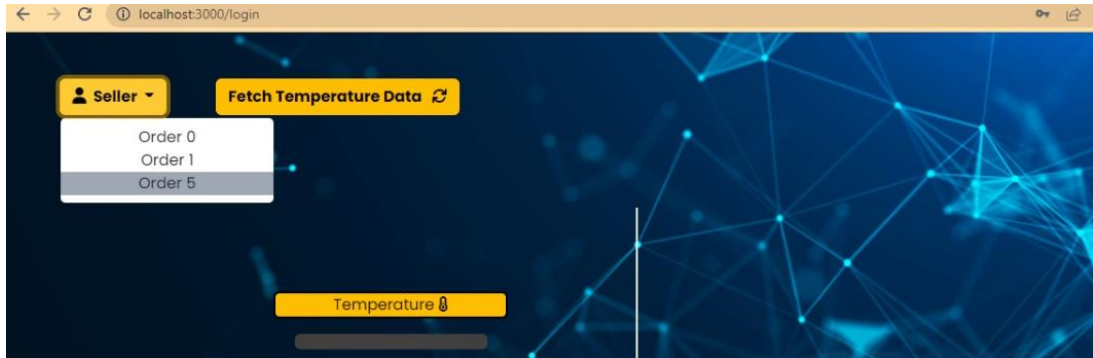 localhost:3000/login
Seller
Fetch Temperature Data
Order 0
Order 1
Order 5
Temperature